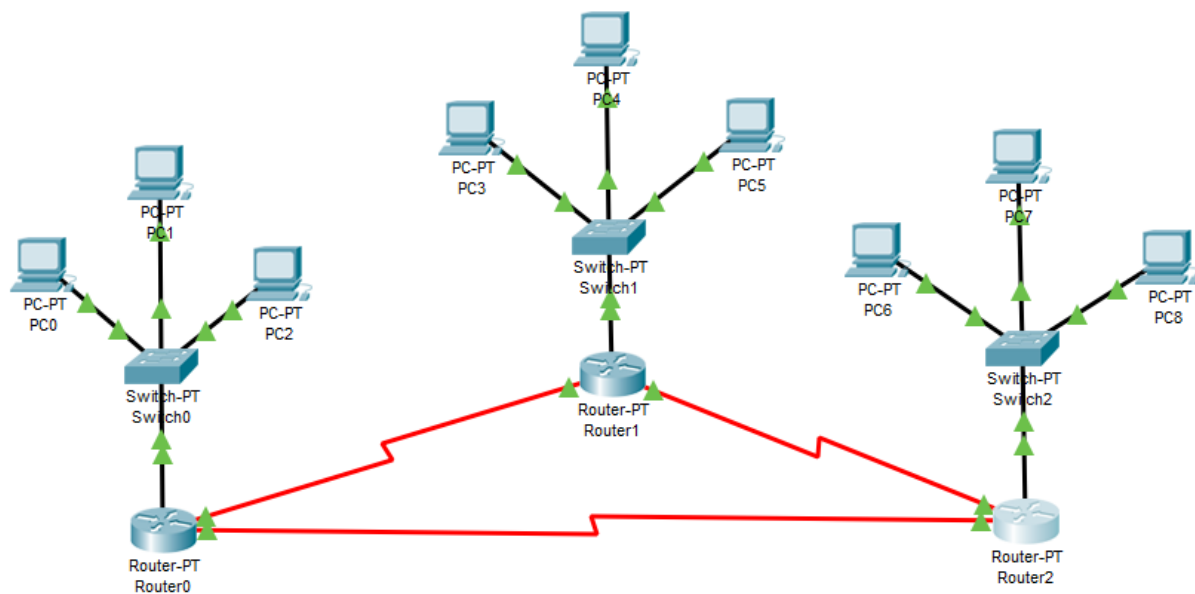 PC-PT
PC4
PC-PT
PC3
PC-PT
PC5
PC-PT
PC1
PC-PT
PC7
PC-PT
PC0
PC-PT
PC2
Switch-PT
Switch1
PC-PT
PC6
PC-PT
PC8
Switch-PT
Switch0
Switch-PT
Switch2
Router-PT
Router1
Router-PT
Router0
Router-PT
Router2